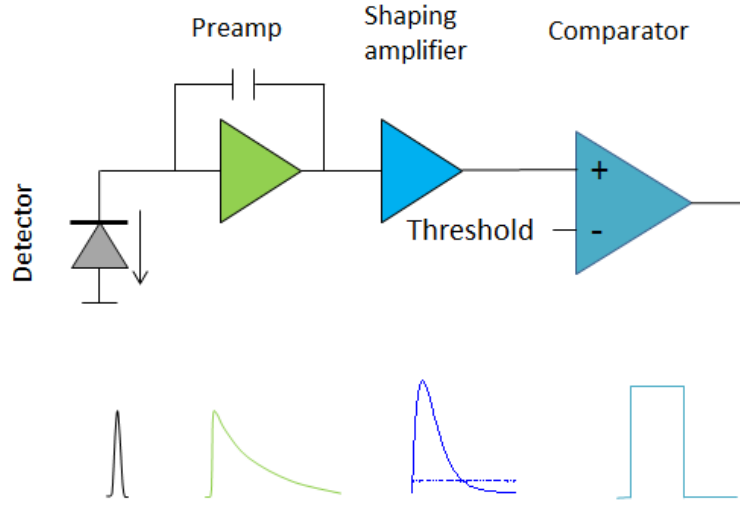 Preamp
Shaping
amplifier
Comparator
Detector
+
Threshold
-